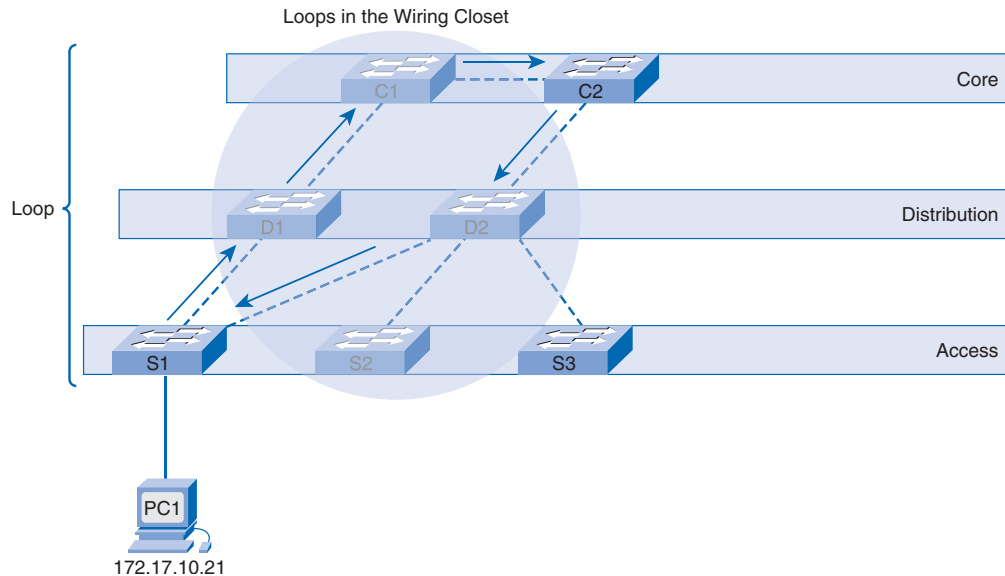 Loops in the Wiring Closet
C1
C2
Core
Loop
D1
D2
Distribution
S1
S2
S3
Access
PC1
172.17.10.21